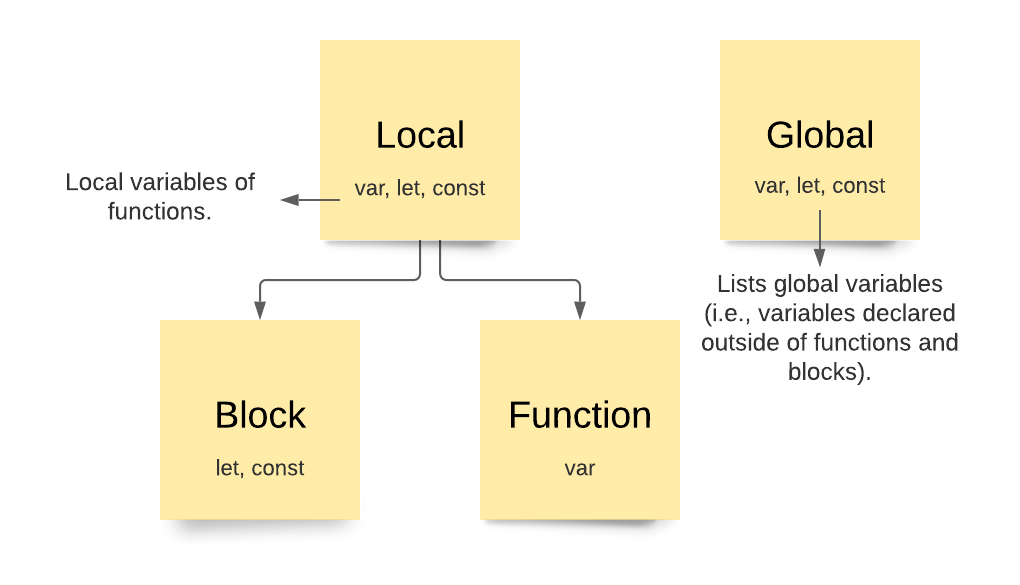 Local
var, let, const
Global
var, let, const
Local variables of
functions.
Lists global variables
(i.e., variables declared
outside of functions and
blocks).
Block
let, const
Function
var